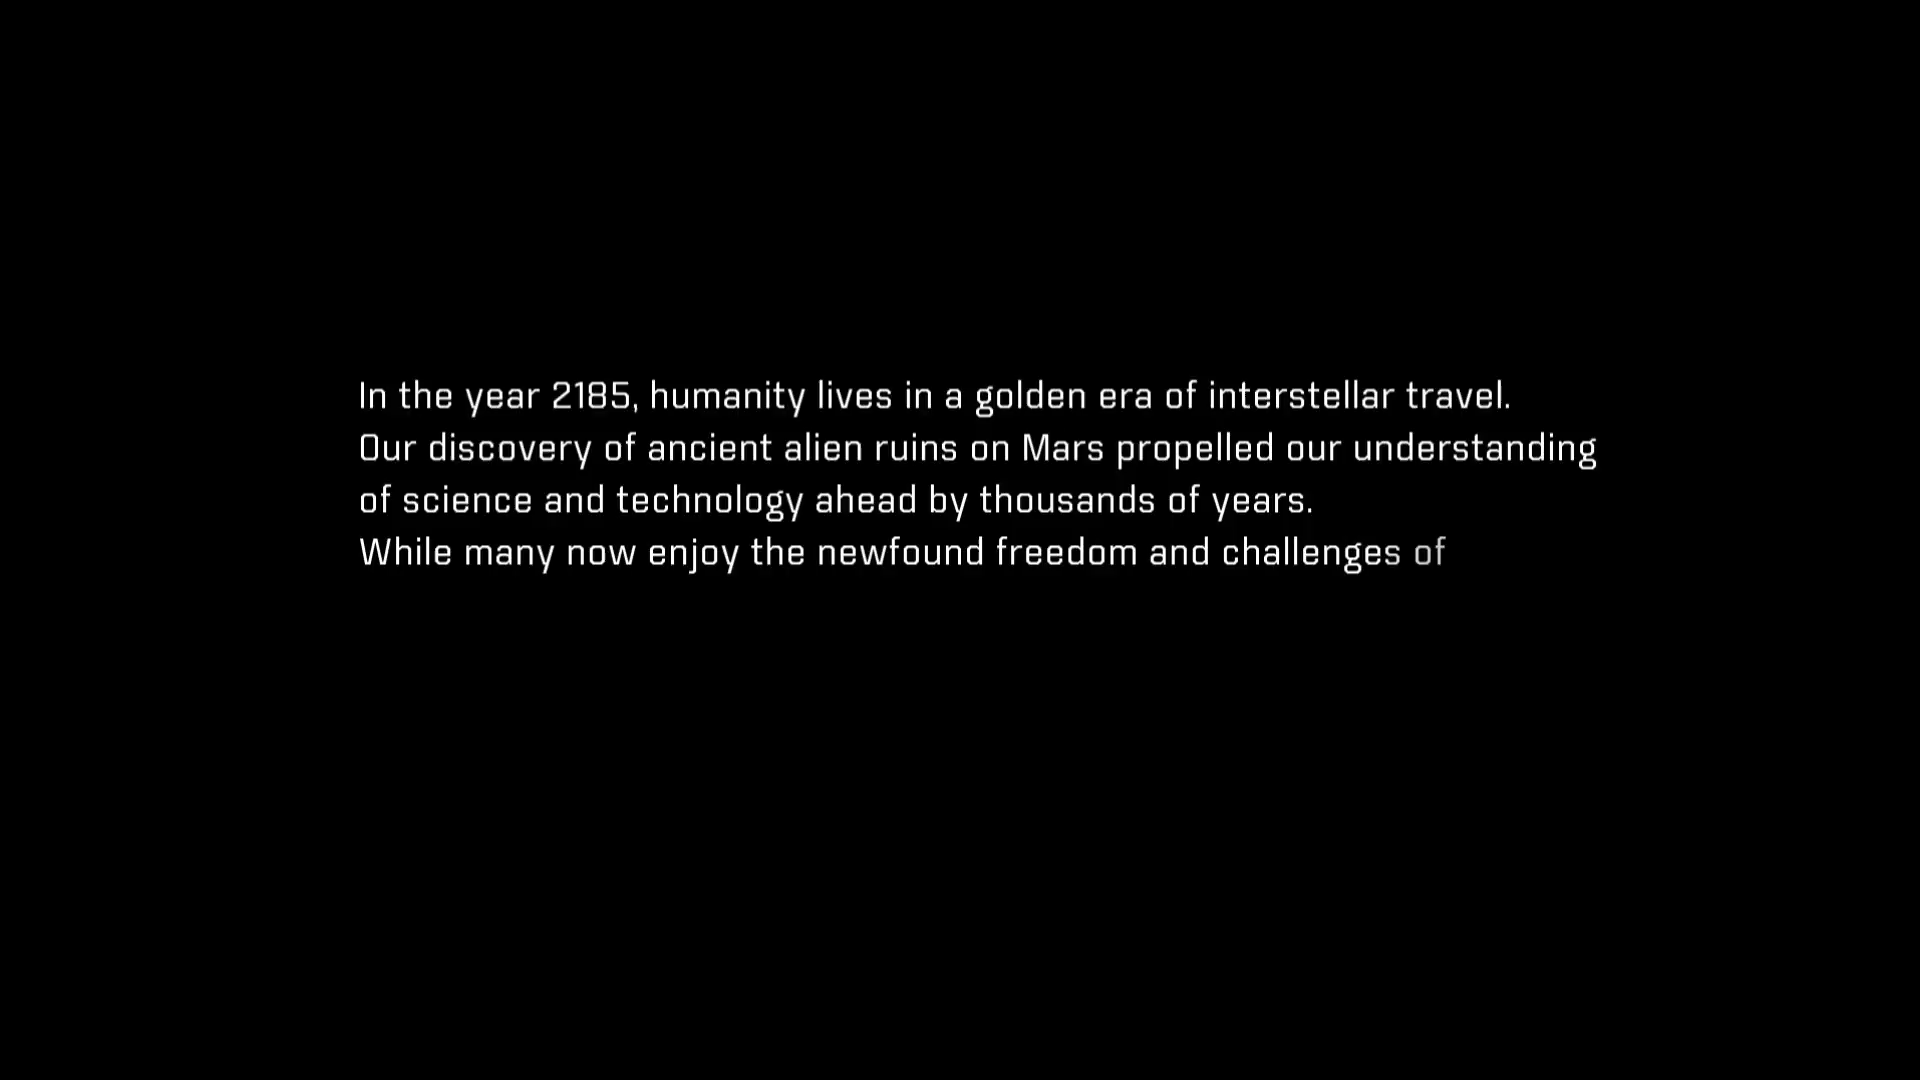 In the year 2185, humanity lives in a golden era of interstellar travel.
Our discovery of ancient alien ruins on Mars propelled our understanding
of science and technology ahead by thousands of years.
While many now enjoy the newfound freedom and challenges of